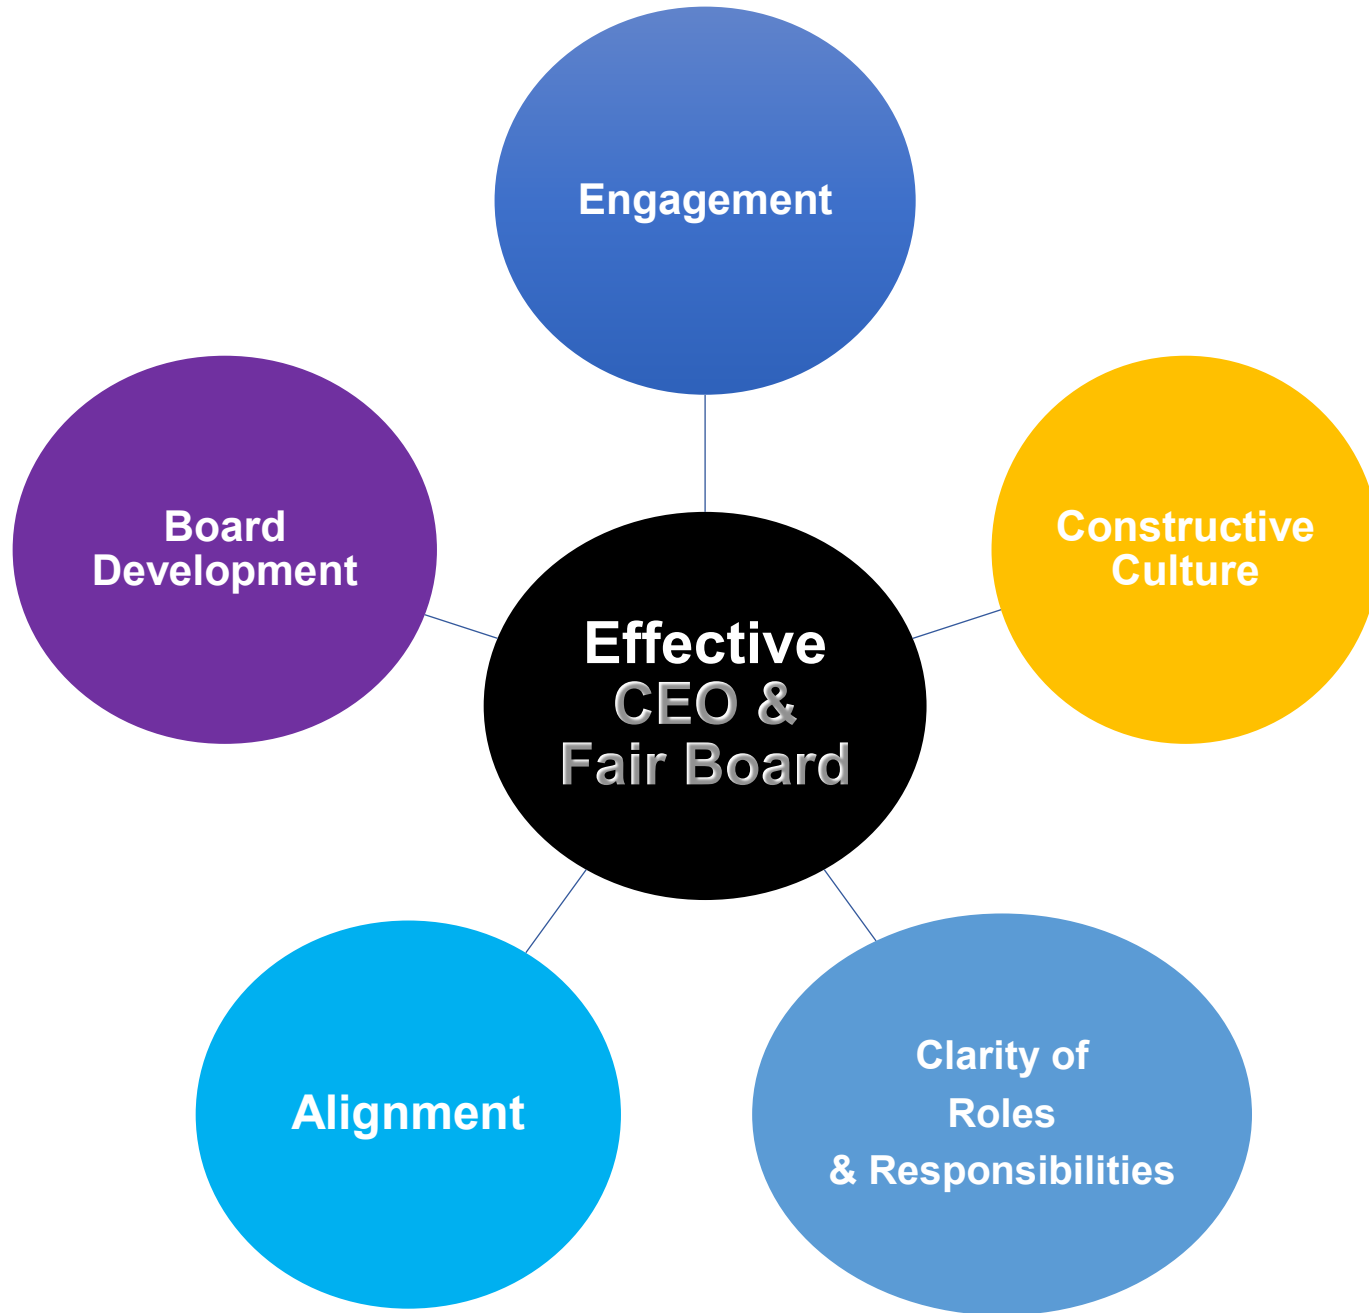 Engagement
Board
Development
Constructive
Culture
Effective
CEO &
Fair Board
Alignment
Clarity of
Roles
& Responsibilities